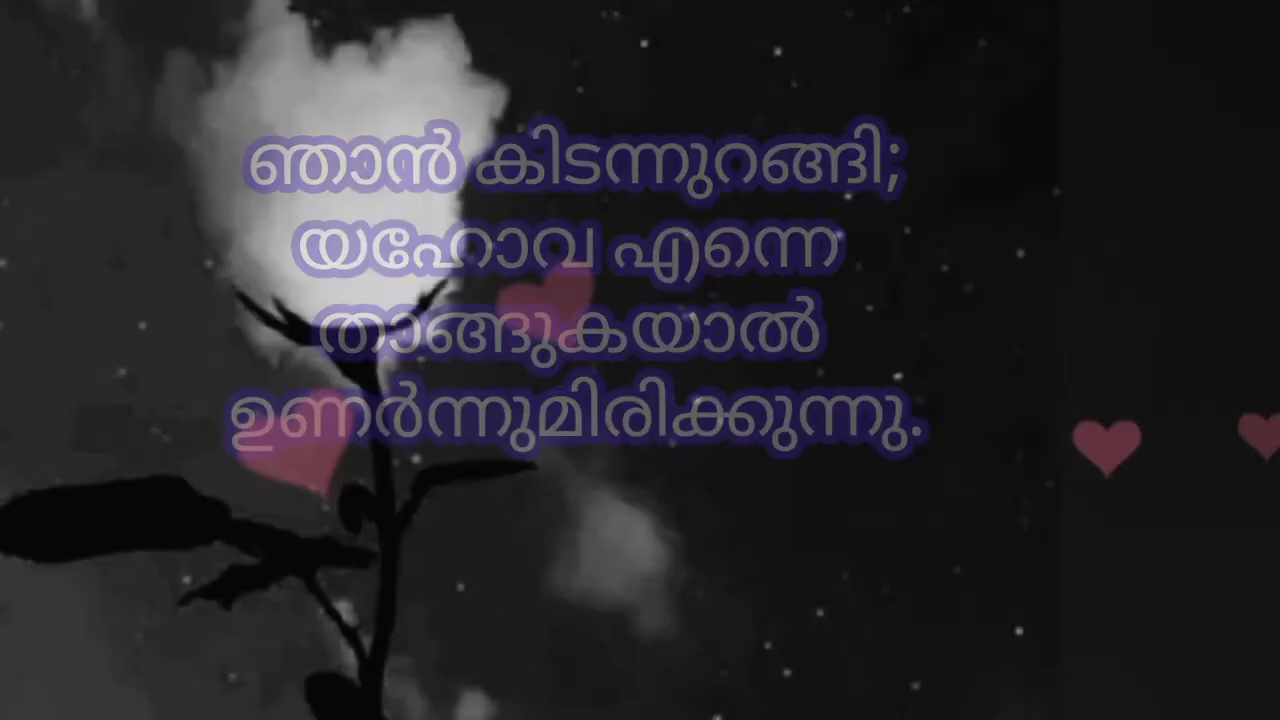 ഞാൻ കിടന്നുറങ്ങി;
യഹോവ എന്നെ
താങ്ങുകയാൽ
ഉണർന്നുമിരിക്കുന്നു.